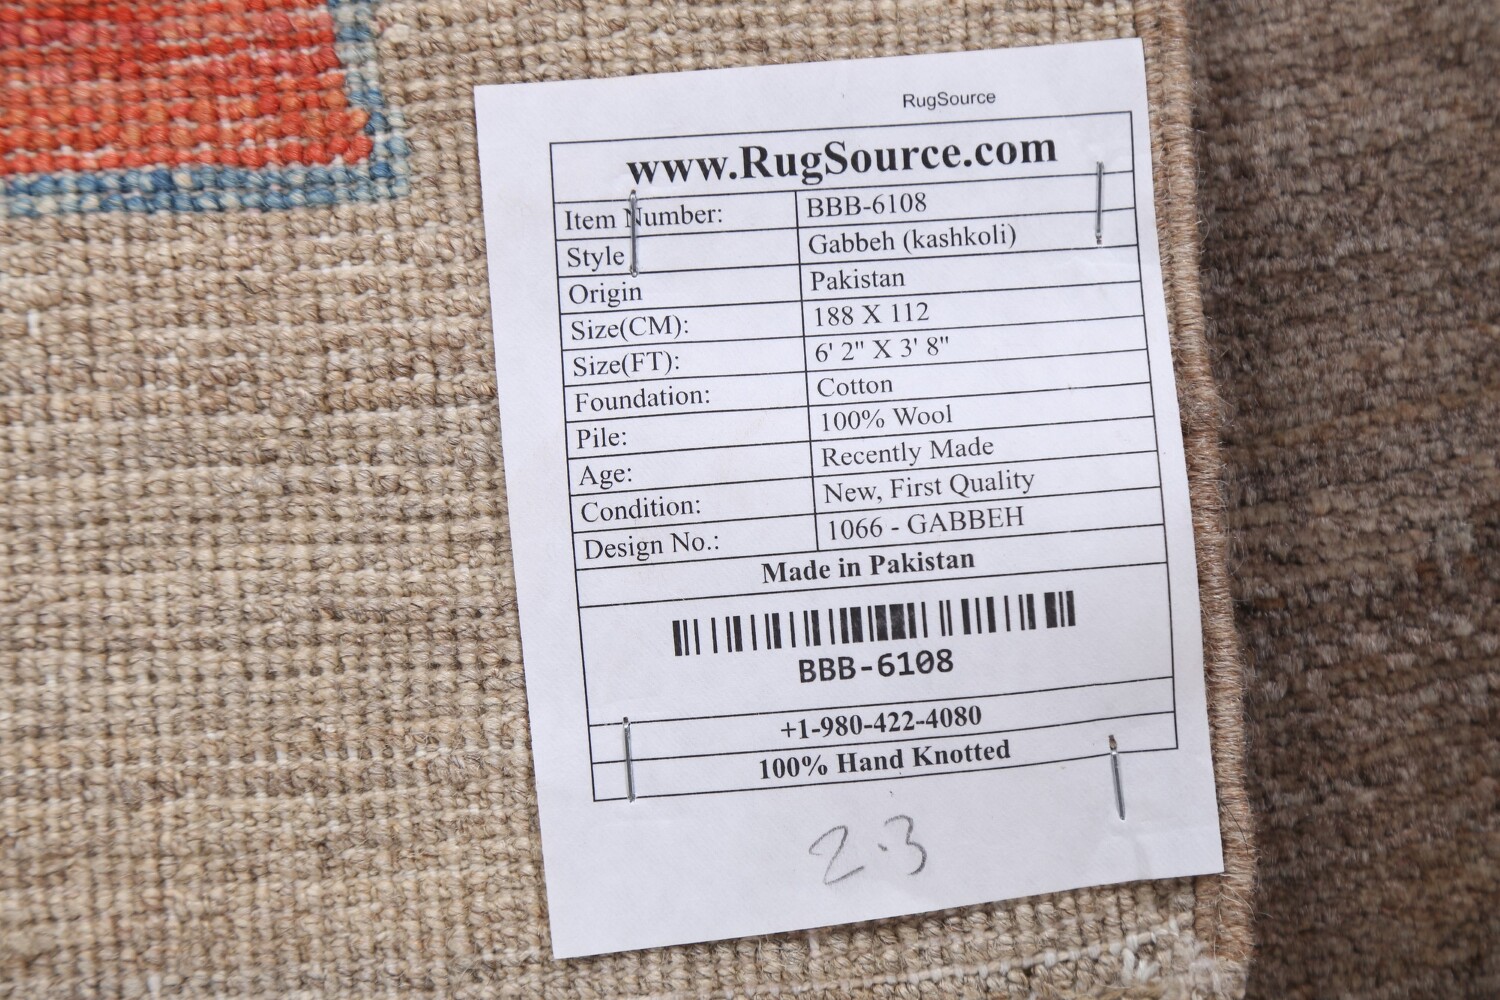 RugSource
www.RugSource.com
Item Number: BBB-6108
Style Gabbeh (kashkoli)
Origin Pakistan
Size(CM): 188 X 112
Size(FT): 6' 2" X 3' 8"
Foundation: Cotton
Pile: 100% Wool
Age: Recently Made
Condition: New, First Quality
Design No.: 1066 - GABBEH
Made in Pakistan
BBB-6108
+1-980-422-4080
100% Hand Knotted
2.3